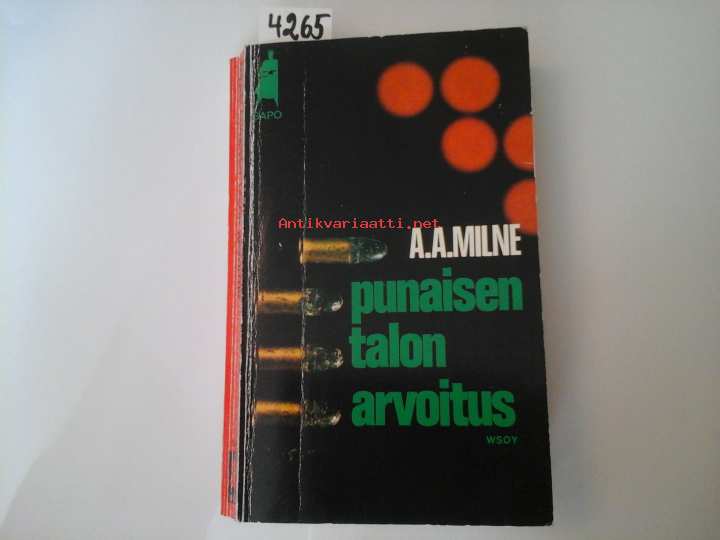 4265
SAPO
Antikvariaatti.net
A.A.MILNE
punaisen
talon
arvoitus
WSOY